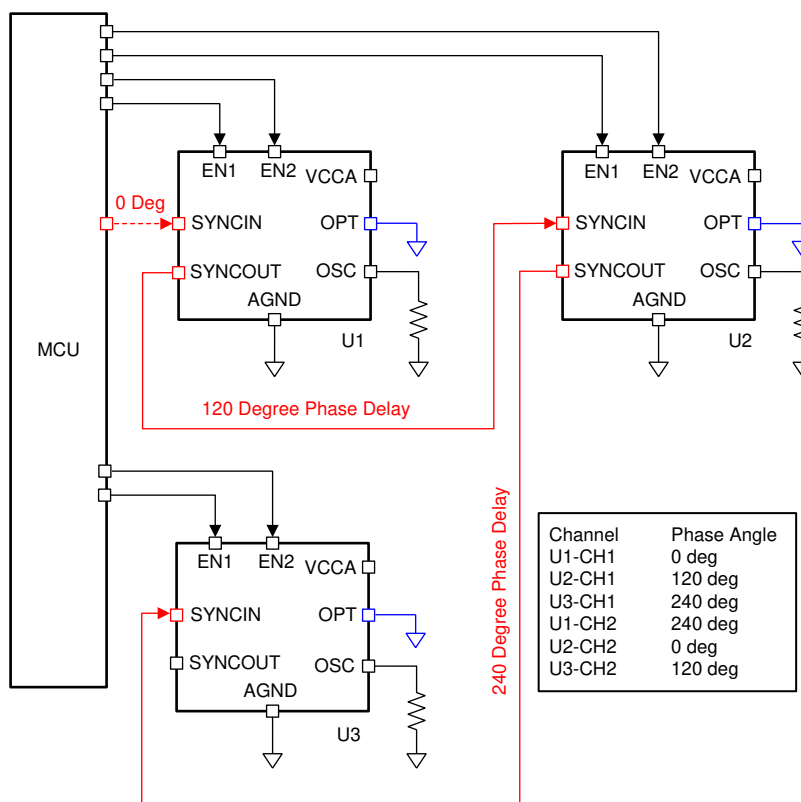 MCU
0 Deg
EN1
EN2
VCCA
SYNCIN
OPT
SYNCOUT
OSC
AGND
U1
EN1
EN2
VCCA
SYNCIN
OPT
SYNCOUT
OSC
AGND
U2
120 Degree Phase Delay
240 Degree Phase Delay
EN1
EN2
VCCA
SYNCIN
OPT
SYNCOUT
OSC
AGND
U3
Channel Phase Angle
U1-CH1 0 deg
U2-CH1 120 deg
U3-CH1 240 deg
U1-CH2 240 deg
U2-CH2 0 deg
U3-CH2 120 deg